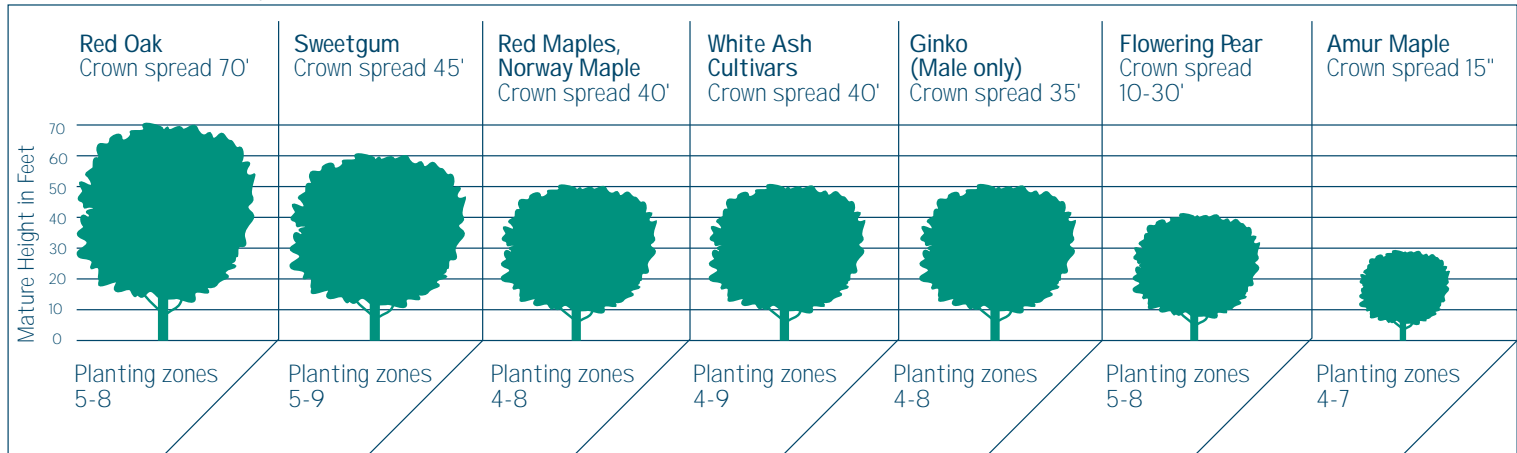 Red Oak
Crown spread 70'
Sweetgum
Crown spread 45'
Red Maples,
Norway Maple
Crown spread 40'
White Ash
Cultivars
Crown spread 40'
Ginko
(Male only)
Crown spread 35'
Flowering Pear
Crown spread
10-30'
Amur Maple
Crown spread 15"
Mature Height in Feet
70
60
50
40
30
20
10
0
Planting zones
5-8
Planting zones
5-9
Planting zones
4-8
Planting zones
4-9
Planting zones
4-8
Planting zones
5-8
Planting zones
4-7